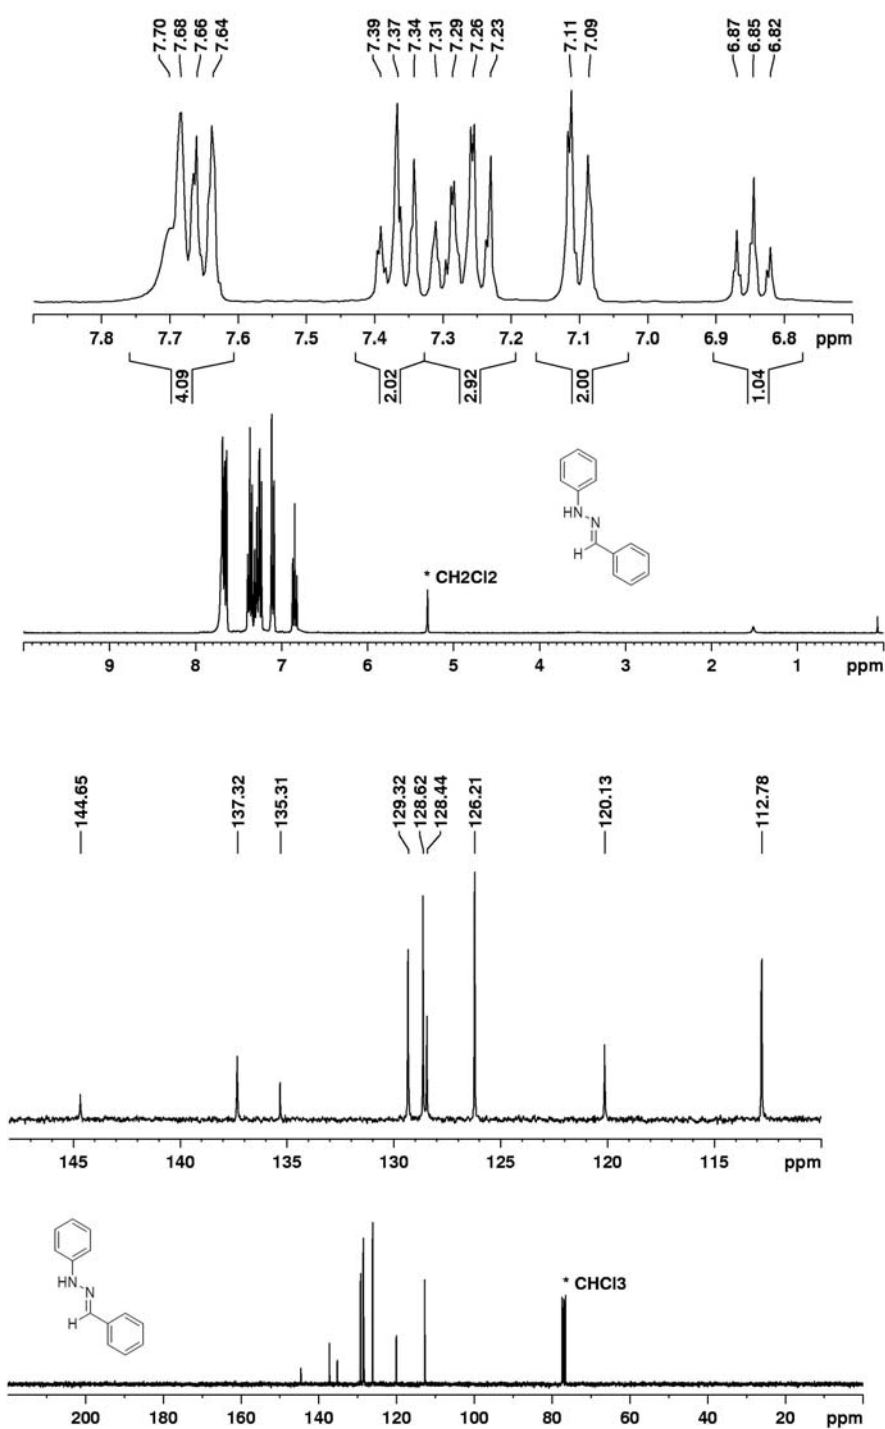 7.70 7.68 7.66 7.64 7.39 7.37 7.34 7.31 7.29 7.26 7.23 7.11 7.09 6.87 6.85 6.82
7.8 7.7 7.6 7.5 7.4 7.3 7.2 7.1 7.0 6.9 6.8 ppm
4.09 2.02 2.92 2.00 1.04
HN
N
H
* CH2Cl2
9 8 7 6 5 4 3 2 1 ppm
144.65 137.32 135.31 129.32 128.62 128.44 126.21 120.13 112.78
145 140 135 130 125 120 115 ppm
HN
N
H
* CHCl3
200 180 160 140 120 100 80 60 40 20 ppm